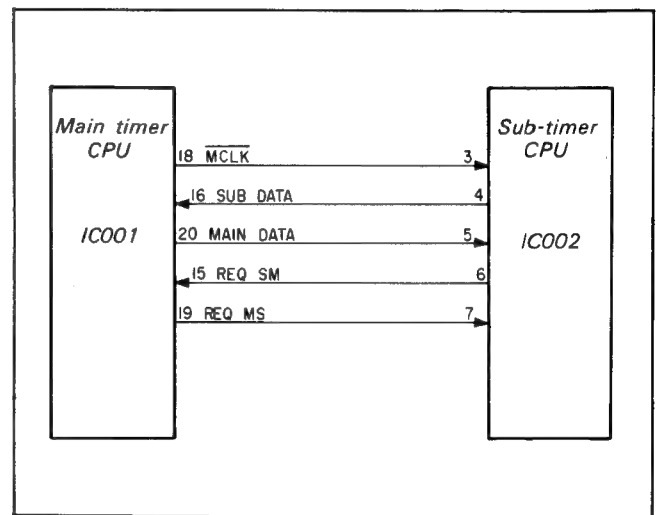 Main timer
CPU
IC001
Sub-timer
CPU
IC002
18 MCLK 3
16 SUB DATA 4
20 MAIN DATA 5
15 REQ SM 6
19 REQ MS 7